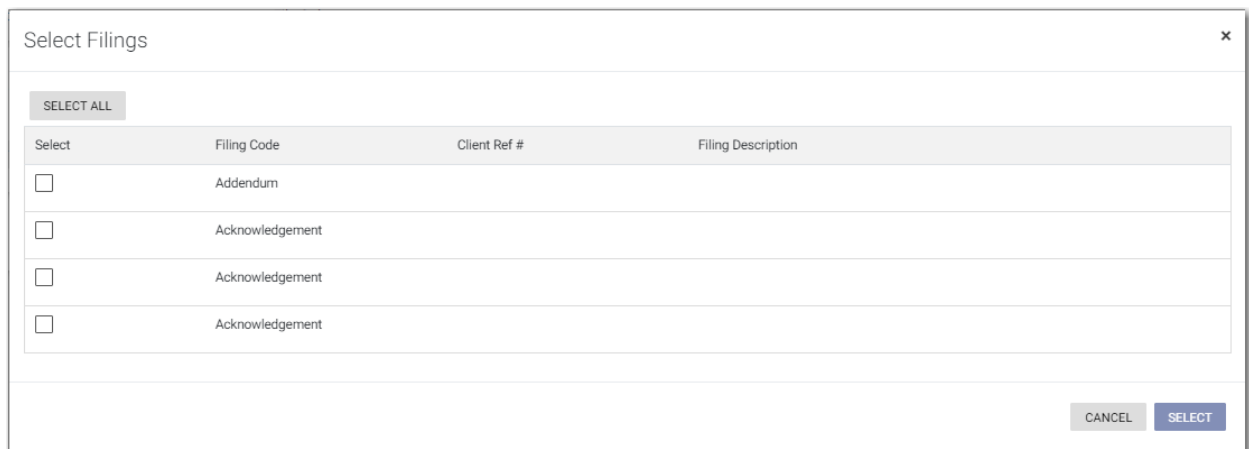 Select Filings
×
SELECT ALL
Select Filing Code Client Ref # Filing Description
Addendum
Acknowledgement
Acknowledgement
Acknowledgement
CANCEL SELECT